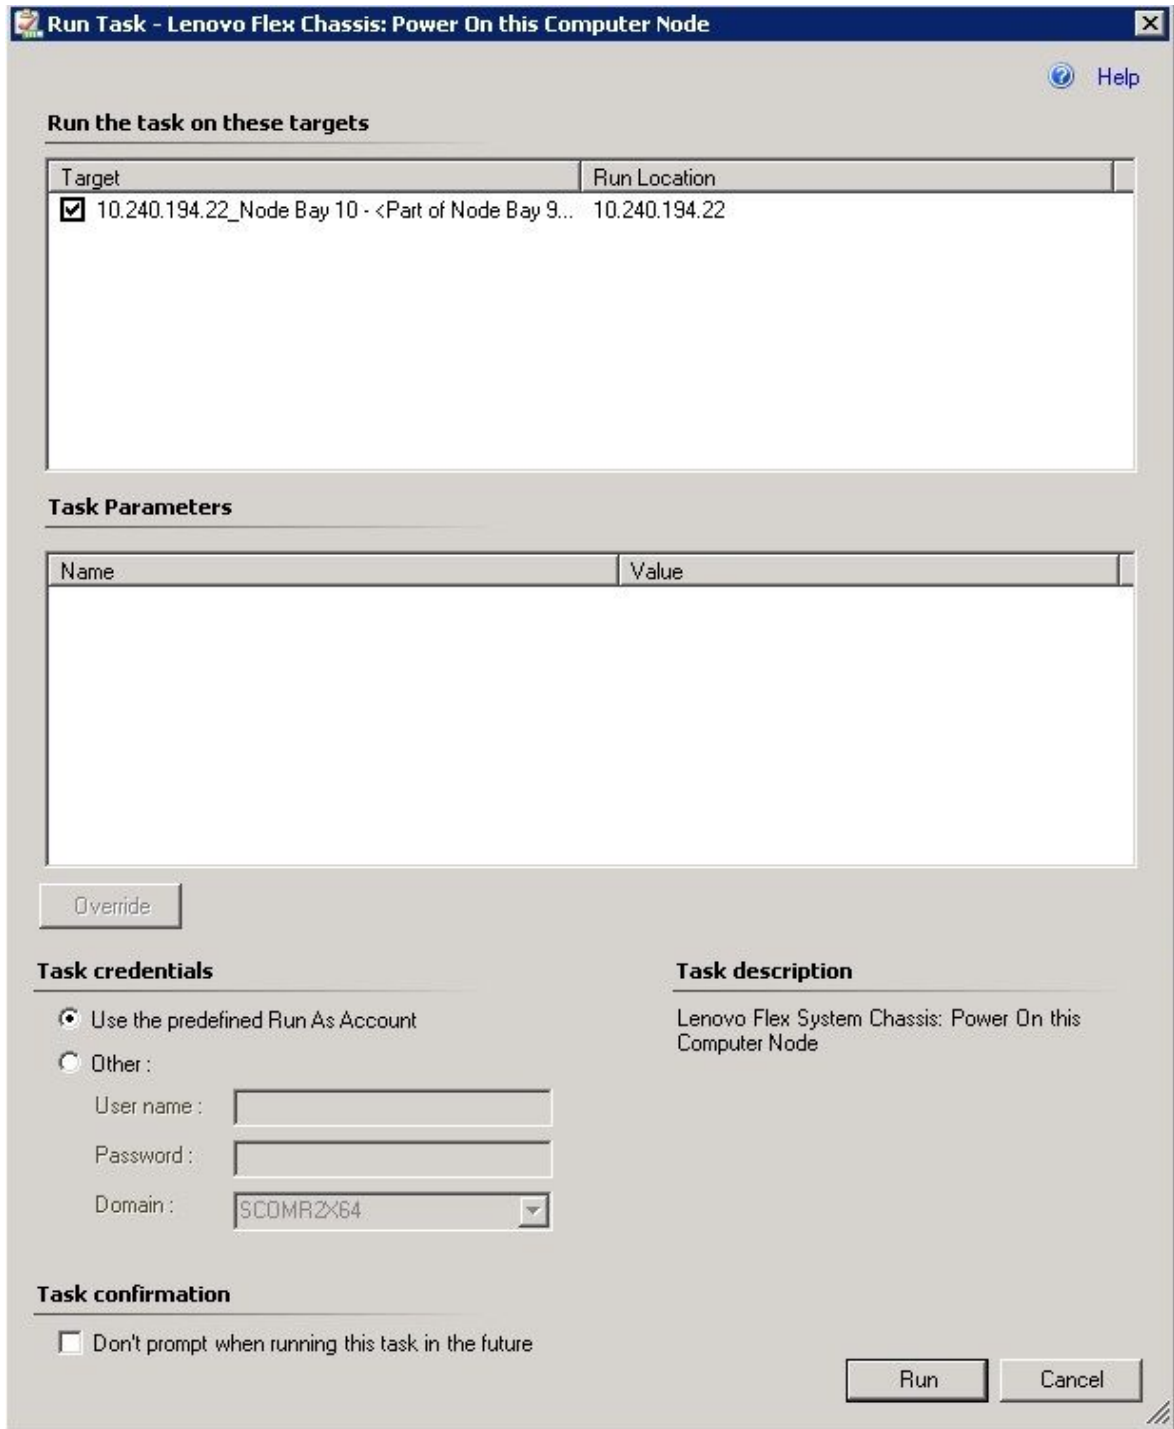 Run Task - Lenovo Flex Chassis: Power On this Computer Node
Help
Run the task on these targets
Target Run Location
10.240.194.22_Node Bay 10 - <Part of Node Bay 9... 10.240.194.22
Task Parameters
Name Value
Override
Task credentials
Use the predefined Run As Account
Other :
User name :
Password :
Domain : SCOMR2X64
Task description
Lenovo Flex System Chassis: Power On this
Computer Node
Task confirmation
Don't prompt when running this task in the future
Run Cancel